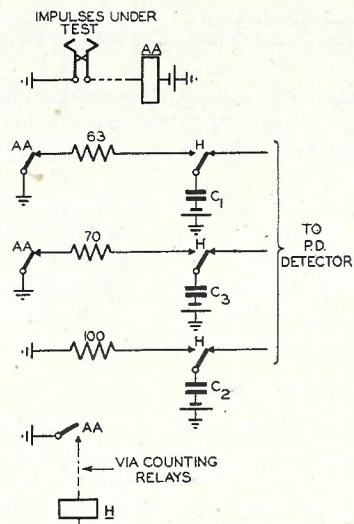 IMPULSES UNDER
TEST
AA
AA
63
H
C1
AA
70
H
C3
100
H
C2
TO
P.D.
DETECTOR
AA
VIA COUNTING
RELAYS
H